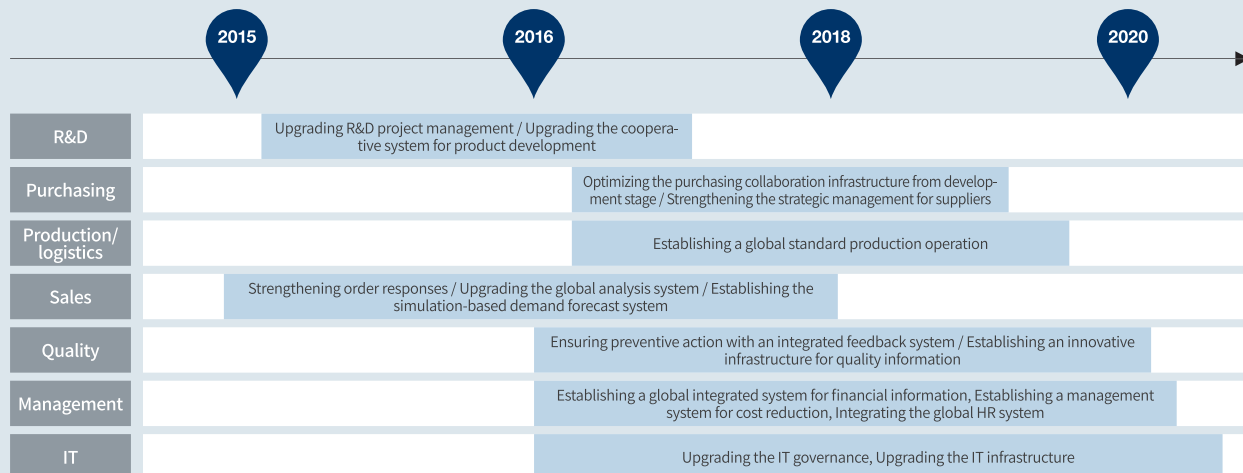 2015 2016 2018 2020
R&D
Upgrading R&D project management / Upgrading the coopera-
tive system for product development
Purchasing
Optimizing the purchasing collaboration infrastructure from develop-
ment stage / Strengthening the strategic management for suppliers
Production/
logistics
Establishing a global standard production operation
Sales
Strengthening order responses / Upgrading the global analysis system / Establishing the
simulation-based demand forecast system
Quality
Ensuring preventive action with an integrated feedback system / Establishing an innovative
infrastructure for quality information
Management
Establishing a global integrated system for financial information, Establishing a management
system for cost reduction, Integrating the global HR system
IT
Upgrading the IT governance, Upgrading the IT infrastructure